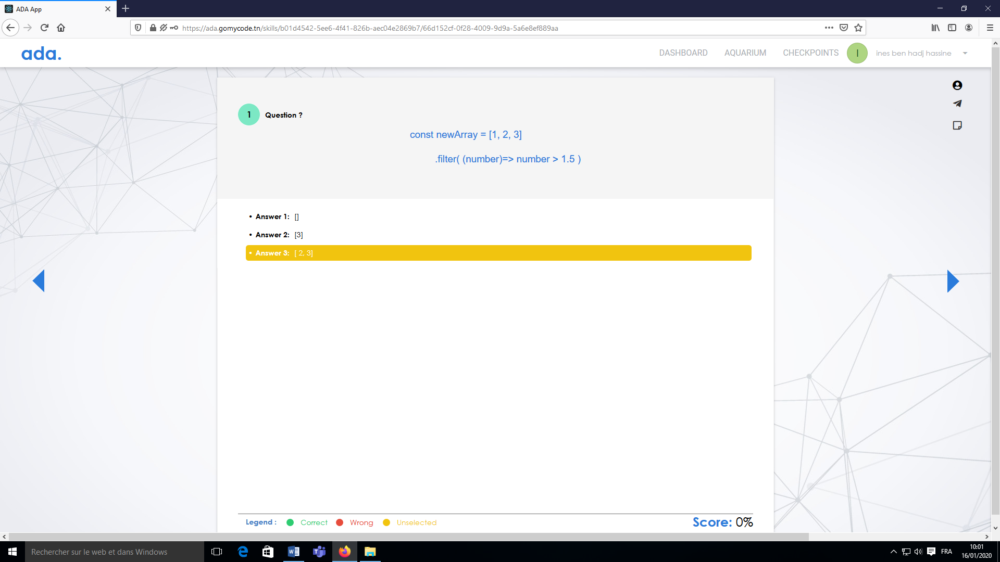 ADA App
https://ada.gomycode.tn/skills/b01d4542-5ee6-4f41-826b-aec04e2869b7/66d152cf-0f28-4009-9d9a-5a6e8ef889aa
ada.
DASHBOARD
AQUARIUM
CHECKPOINTS
I
ines ben hadj hassine
1
Question ?
const newArray = [1, 2, 3]
.filter( (number)=> number > 1.5 )
• Answer 1: []
• Answer 2: [3]
• Answer 3: [ 2, 3]
Legend :
Correct
Wrong
Unselected
Score: 0%
Rechercher sur le web et dans Windows
FRA
10:01
16/01/2020